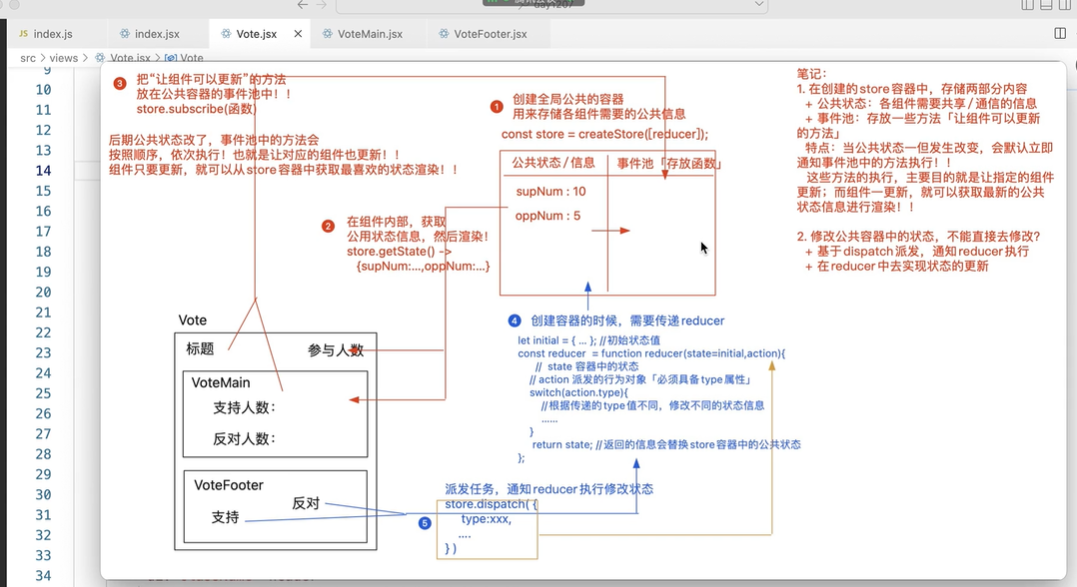 day1207
JS index.js
index.jsx
Vote.jsx
VoteMain.jsx
VoteFooter.jsx
src > views > Vote.jsx > Vote
9
10
11
12
13
14
15
16
17
18
19
20
21
22
23
24
25
26
27
28
29
30
31
32
33
34
3 把“让组件可以更新”的方法
放在公共容器的事件池中！！
store.subscribe(函数)
后期公共状态改了，事件池中的方法会
按照顺序，依次执行！也就是让对应的组件也更新！！
组件只要更新，就可以从store容器中获取最喜欢的状态渲染！！
1 创建全局公共的容器
用来存储各组件需要的公共信息
const store = createStore([reducer]);
公共状态/信息 事件池「存放函数」
supNum : 10
oppNum : 5
2 在组件内部，获取
公用状态信息，然后渲染！
store.getState() ->
{supNum:...,oppNum:...}
Vote
标题 参与人数
VoteMain
支持人数：
反对人数：
VoteFooter
反对
支持
4 创建容器的时候，需要传递reducer
let initial = { ... }; //初始状态值
const reducer = function reducer(state=initial,action){
// state 容器中的状态
// action 派发的行为对象「必须具备type属性」
switch(action.type){
//根据传递的type值不同，修改不同的状态信息
......
}
return state; //返回的信息会替换store容器中的公共状态
};
派发任务，通知reducer执行修改状态
5 store.dispatch( {
type:xxx,
....
} )
笔记：
1. 在创建的store容器中，存储两部分内容
+ 公共状态：各组件需要共享/通信的信息
+ 事件池：存放一些方法「让组件可以更新
的方法」
特点：当公共状态一但发生改变，会默认立即
通知事件池中的方法执行！！
这些方法的执行，主要目的就是让指定的组件
更新；而组件一更新，就可以获取最新的公共
状态信息进行渲染！！
2. 修改公共容器中的状态，不能直接去修改?
+ 基于dispatch派发，通知reducer执行
+ 在reducer中去实现状态的更新